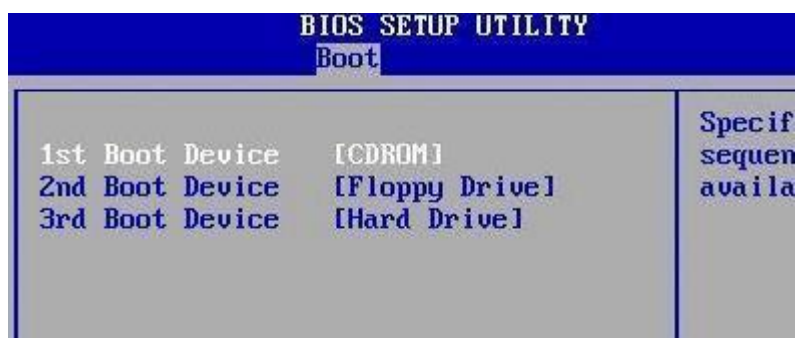 BIOS SETUP UTILITY
Boot
1st Boot Device [CDROM]
2nd Boot Device [Floppy Drive]
3rd Boot Device [Hard Drive]
Specif
sequen
availa